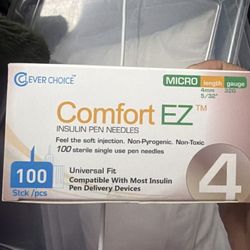 CLEVER CHOICE™
MICRO length gauge
4mm 32G
5/32"
Comfort EZ™
INSULIN PEN NEEDLES
Feel the soft injection. Non-Pyrogenic. Non-Toxic
100 sterile single use pen needles
100
Stck /pcs
Universal Fit
Compatible With Most Insulin
Pen Delivery Devices
4